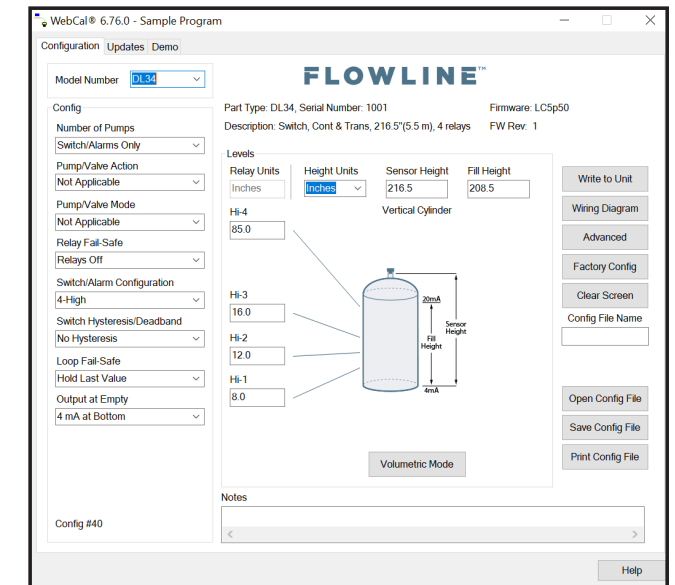 WebCal® 6.76.0 - Sample Program
Configuration Updates Demo
Model Number DL34
FLOWLINE™
Config
Number of Pumps
Switch/Alarms Only
Pump/Valve Action
Not Applicable
Pump/Valve Mode
Not Applicable
Relay Fail-Safe
Relays Off
Switch/Alarm Configuration
4-High
Switch Hysteresis/Deadband
No Hysteresis
Loop Fail-Safe
Hold Last Value
Output at Empty
4 mA at Bottom
Config #40
Part Type: DL34, Serial Number: 1001 Firmware: LC5p50
Description: Switch, Cont & Trans, 216.5"(5.5 m), 4 relays FW Rev: 1
Levels
Relay Units Height Units Sensor Height Fill Height
Inches Inches 216.5 208.5
Vertical Cylinder
Hi-4
85.0
Hi-3
16.0
Hi-2
12.0
Hi-1
8.0
20mA
Sensor
Height
Fill
Height
4mA
Volumetric Mode
Write to Unit
Wiring Diagram
Advanced
Factory Config
Clear Screen
Config File Name
Open Config File
Save Config File
Print Config File
Notes
Help